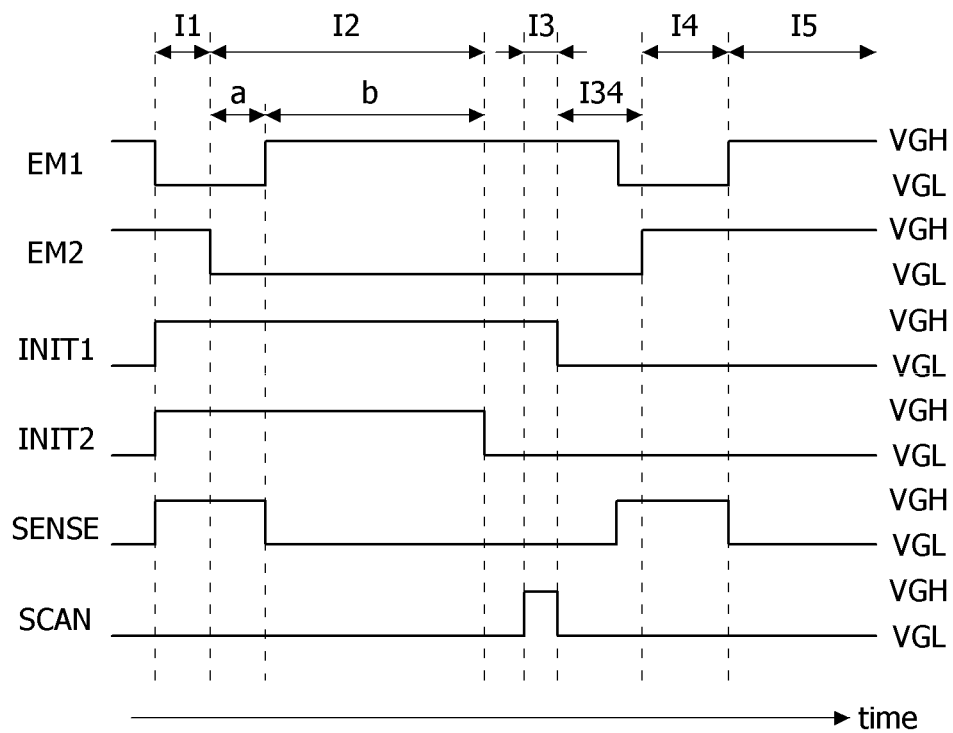 I1 I2 I3 I4 I5
a b I34
EM1 VGH
VGL
EM2 VGH
VGL
INIT1 VGH
VGL
INIT2 VGH
VGL
SENSE VGH
VGL
SCAN VGH
VGL
time